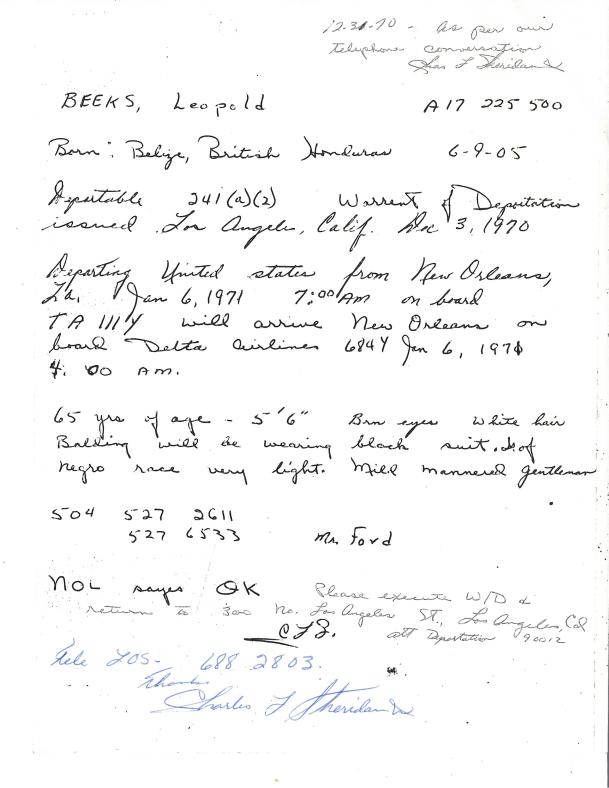 12-31-70 - As per our
telephone conversation
Chas F Sheridan Jr
BEEKS, Leopold A17 225 500
Born: Belize, British Honduras 6-9-05
Deportable 241(a)(2) Warrent of Deportation
issued Los Angeles, Calif. Dec 3, 1970
Departing United states from New Orleans,
La, Jan 6, 1971 7:00 AM on board
TA 111Y will arrive New Orleans on
board Delta Airlines 684Y Jan 6, 1971
4:00 AM.
65 yrs of age - 5'6" Brn eyes White hair
Balding will be wearing black suit. is of
negro race very light. Mild mannered gentleman
504 527 2611
527 6533 Mr. Ford
NOL sayes OK Please execute W/D &
return to 300 No. Los Angeles St., Los Angeles, Cal
CFS. att Deportation 90012
Tele LOS- 688 2803.
Thanks
Charles F Sheridan Jr